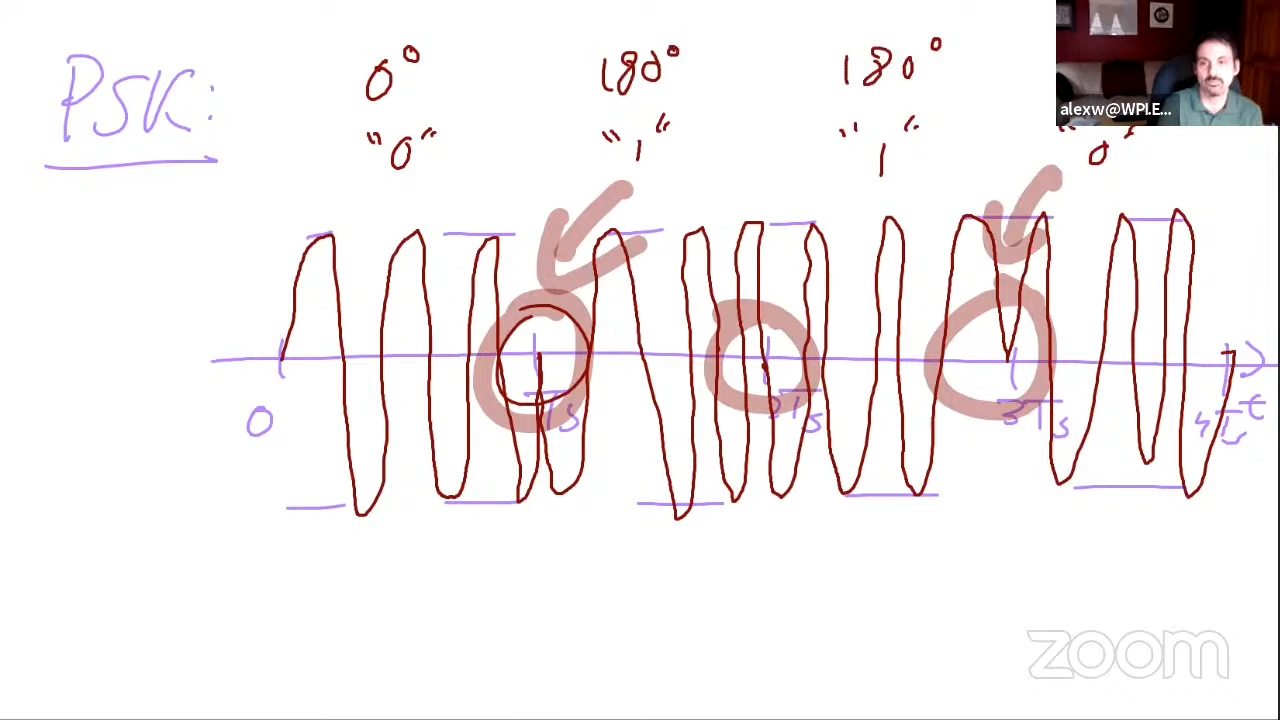 PSK: 0° 180° 180°
"0" "1" "1" "0"
0 Ts 2Ts 3Ts 4Ts t
alexw@WPI.E...
zoom